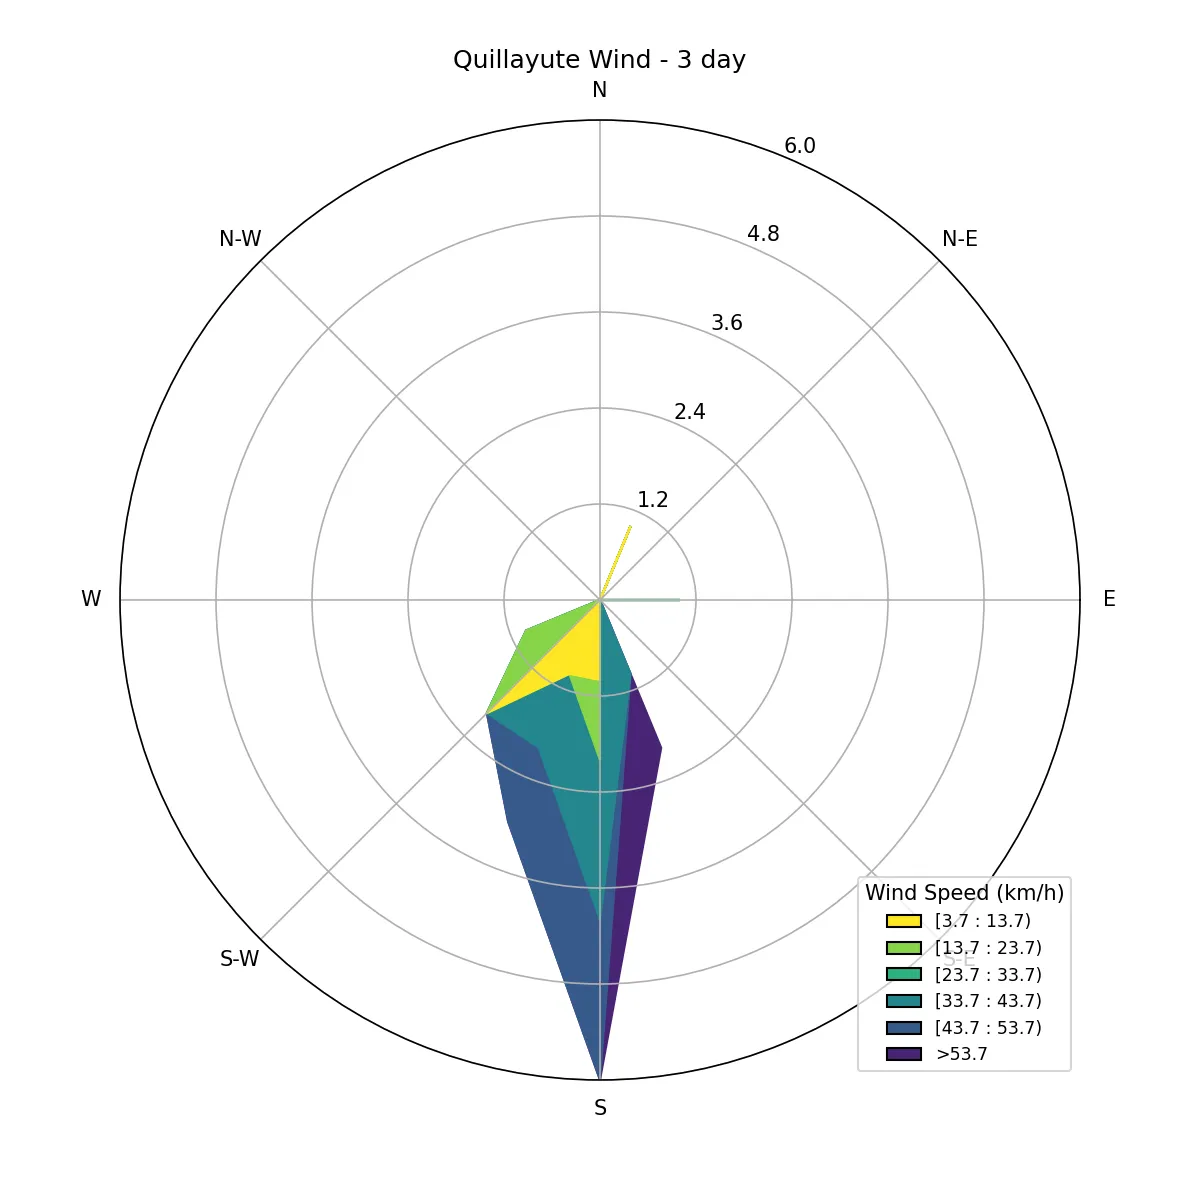 Quillayute Wind - 3 day
N
6.0
N-W
4.8
N-E
3.6
2.4
1.2
W
E
Wind Speed (km/h)
[3.7 : 13.7)
[13.7 : 23.7)
S-W
S-E
[23.7 : 33.7)
[33.7 : 43.7)
[43.7 : 53.7)
>53.7
S